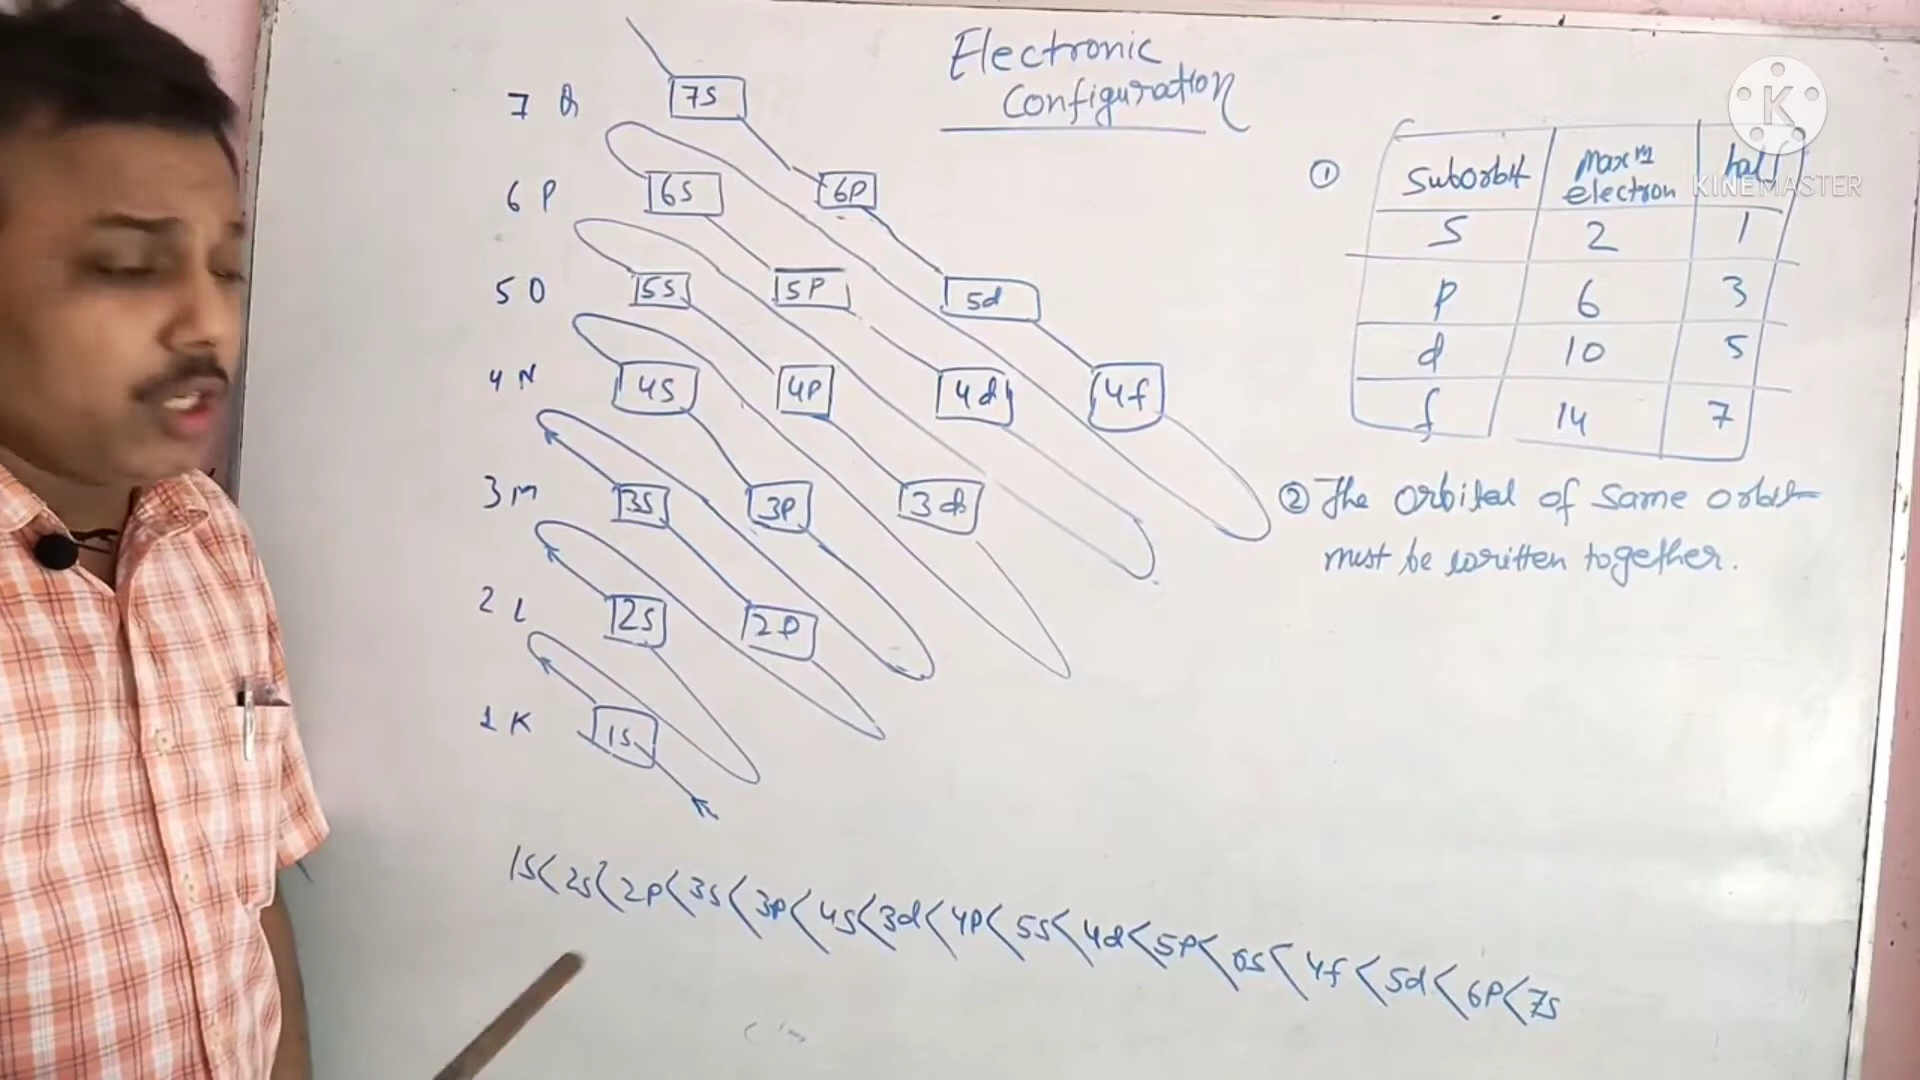 Electronic
Configuration
7 Q 7s
6 P 6s 6p
5 O 5s 5p 5d
4 N 4s 4p 4d 4f
3 M 3s 3p 3d
2 L 2s 2p
1 K 1s
1s<2s<2p<3s<3p<4s<3d<4p<5s<4d<5p<6s<4f<5d<6p<7s
① Suborbit Maxm electron half
S 2 1
p 6 3
d 10 5
f 14 7
② The orbital of same orbit
must be written together.
K
KINEMASTER